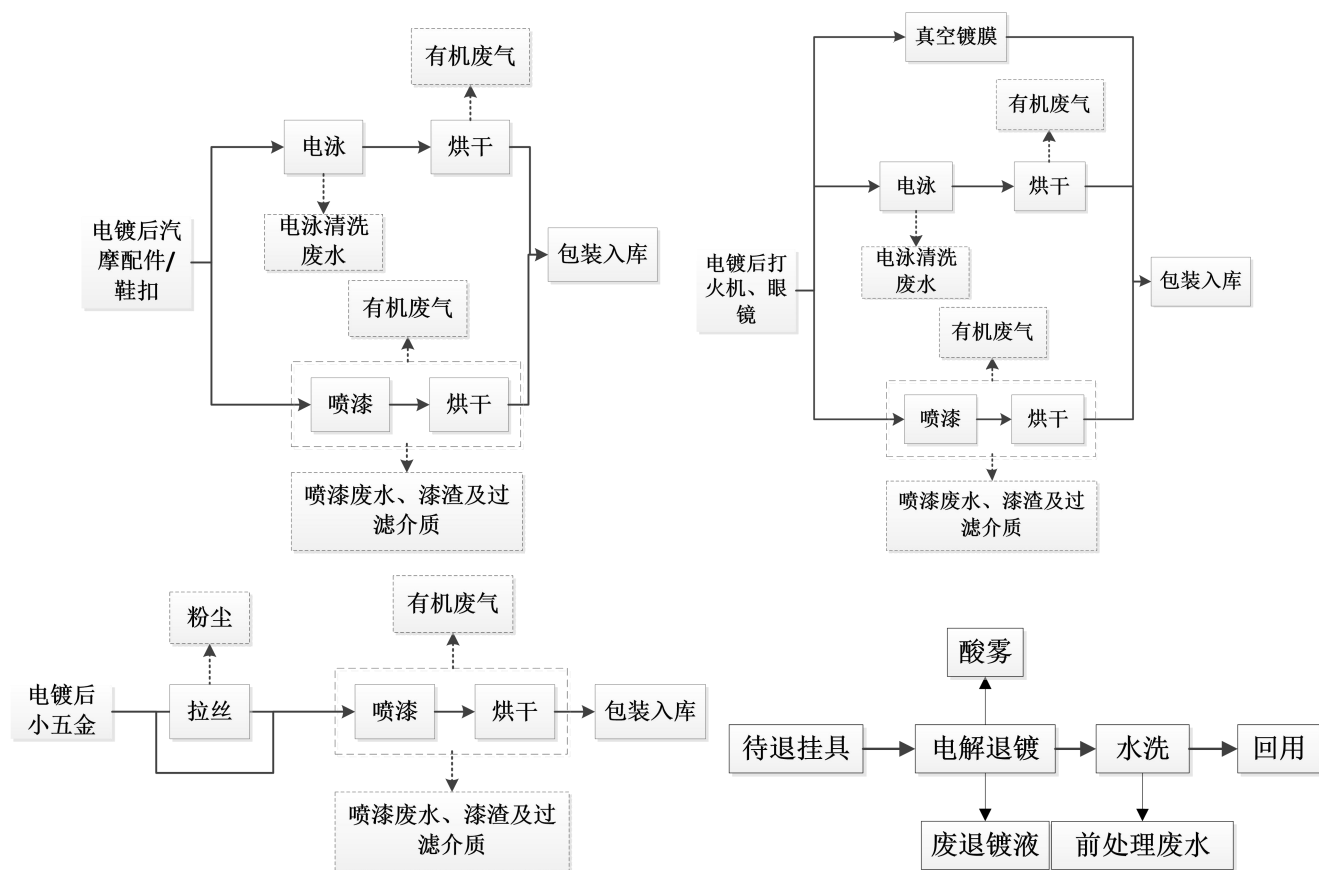 有机废气
电泳
烘干
电泳清洗
废水
电镀后汽
摩配件/
鞋扣
包装入库
有机废气
喷漆
烘干
喷漆废水、漆渣及过
滤介质
真空镀膜
有机废气
电泳
烘干
电泳清洗
废水
电镀后打
火机、眼
镜
包装入库
有机废气
喷漆
烘干
喷漆废水、漆渣及过
滤介质
粉尘
有机废气
电镀后
小五金
拉丝
喷漆
烘干
包装入库
喷漆废水、漆渣及过
滤介质
酸雾
待退挂具
电解退镀
水洗
回用
废退镀液
前处理废水